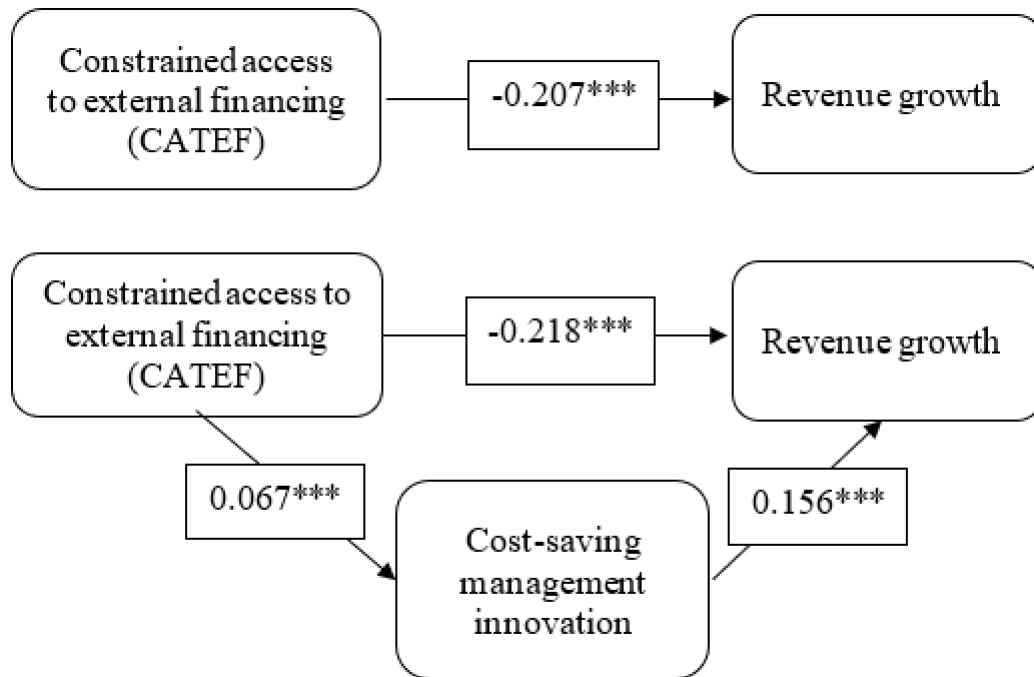 Constrained access
to external financing
(CATEF)
-0.207***
Revenue growth
Constrained access to
external financing
(CATEF)
-0.218***
Revenue growth
0.067***
0.156***
Cost-saving
management
innovation